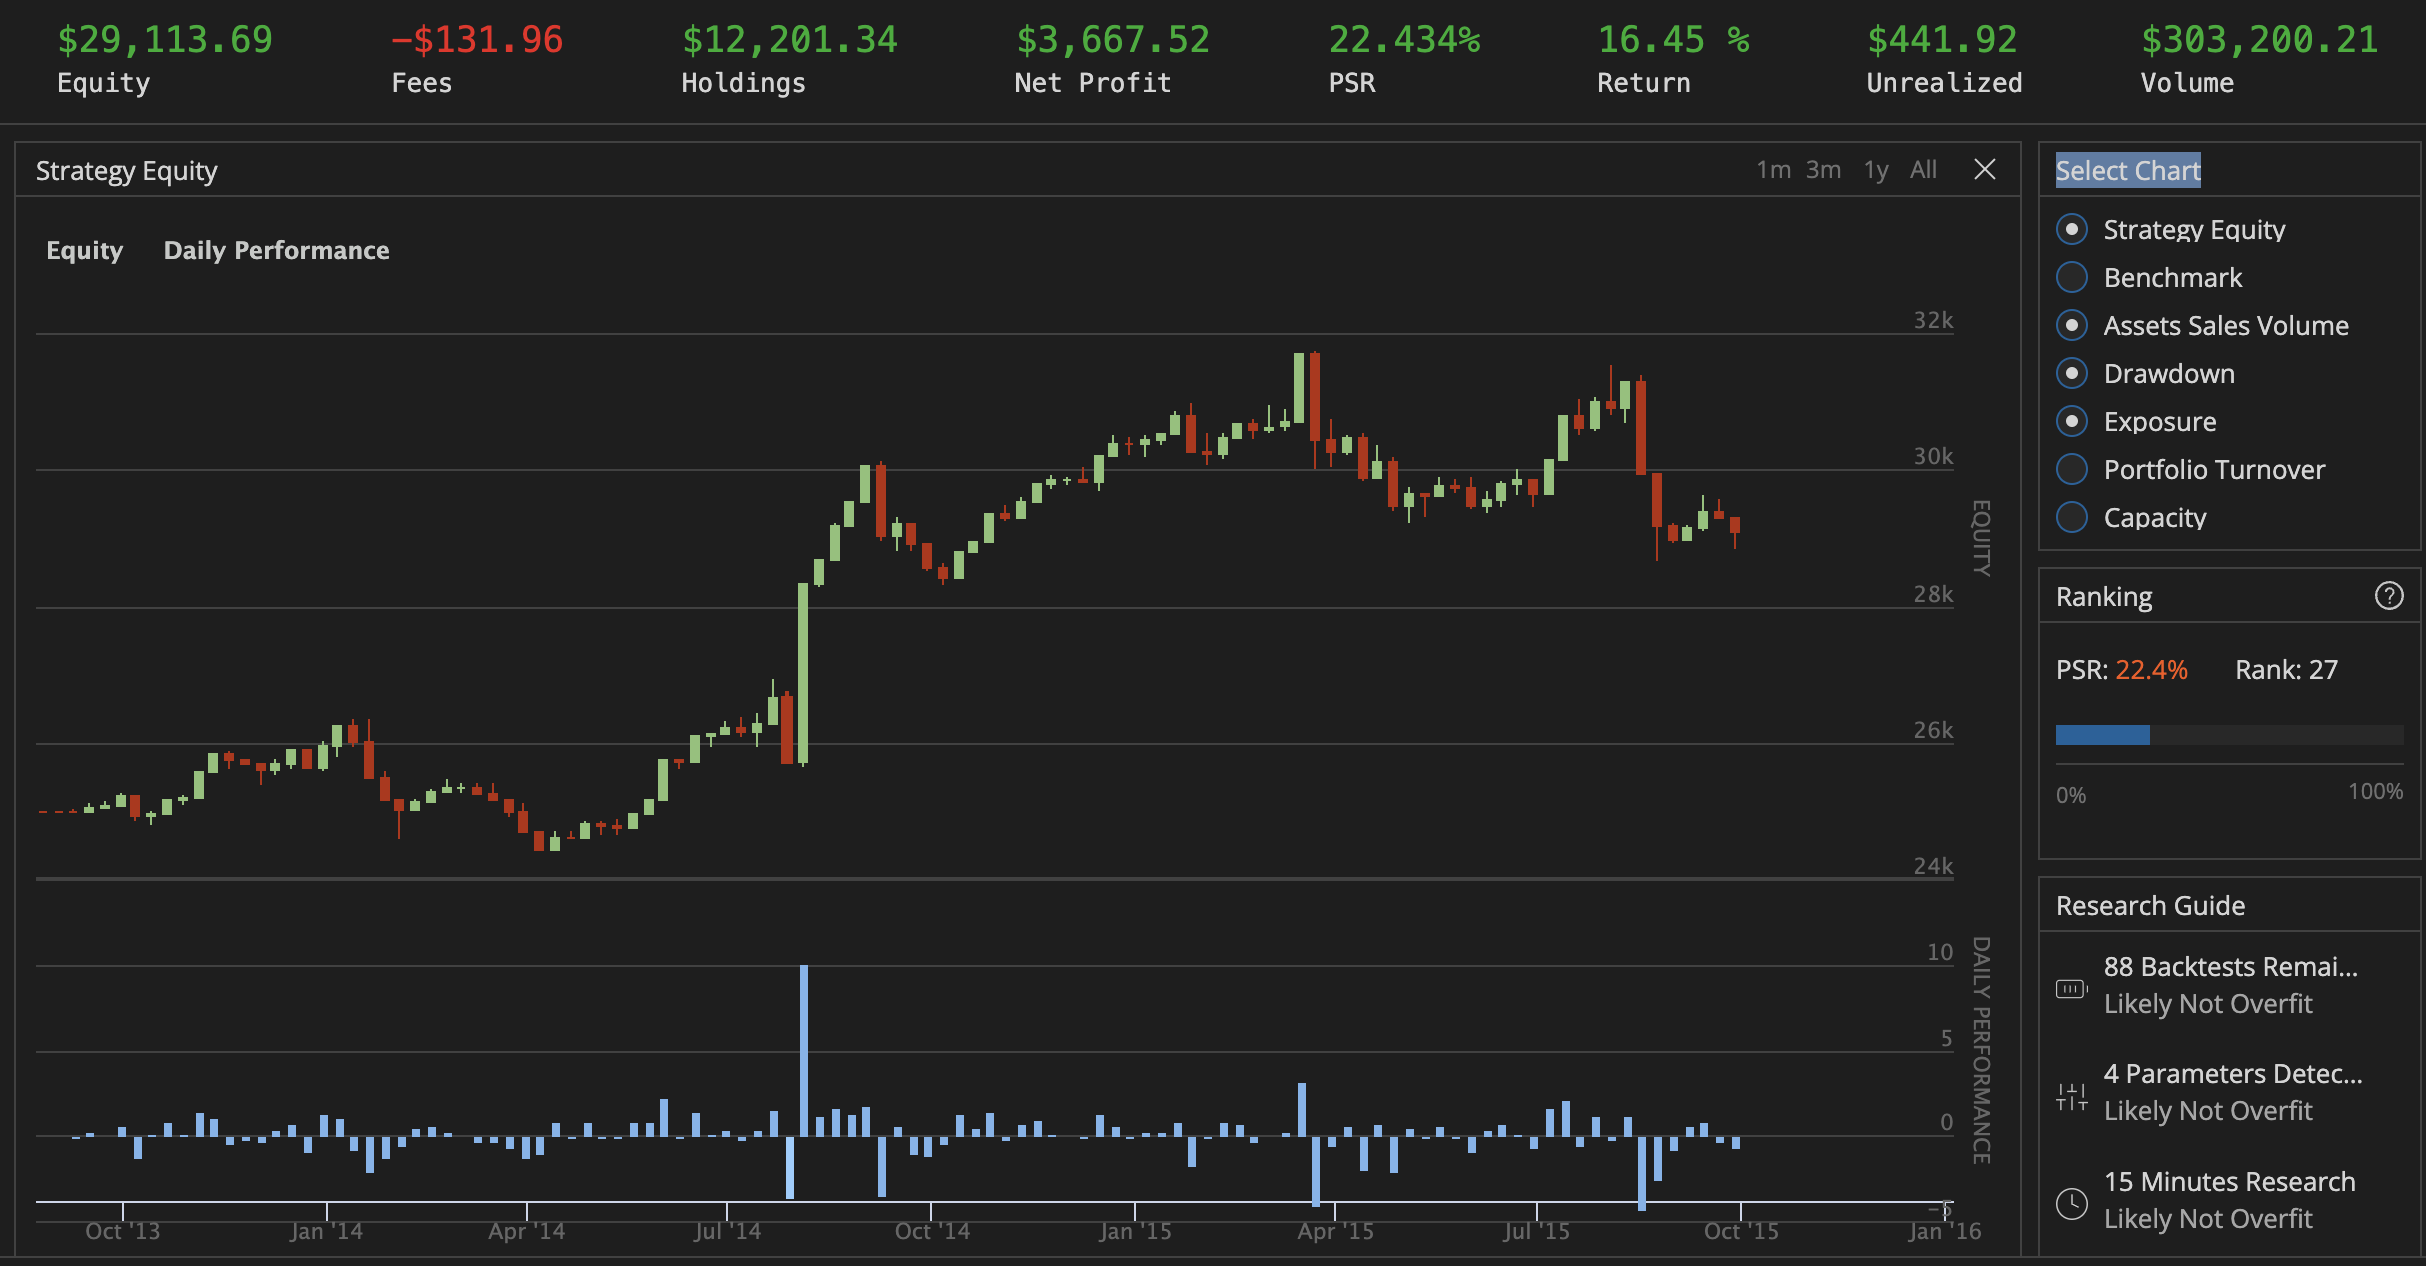 $29,113.69 −$131.96 $12,201.34 $3,667.52 22.434% 16.45 % $441.92 $303,200.21
Equity Fees Holdings Net Profit PSR Return Unrealized Volume
Strategy Equity 1m 3m 1y All
Equity Daily Performance
32k
30k
28k
26k
24k
EQUITY
10
5
0
−5
DAILY PERFORMANCE
Oct '13 Jan '14 Apr '14 Jul '14 Oct '14 Jan '15 Apr '15 Jul '15 Oct '15 Jan '16
Select Chart
Strategy Equity
Benchmark
Assets Sales Volume
Drawdown
Exposure
Portfolio Turnover
Capacity
Ranking ?
PSR: 22.4% Rank: 27
0% 100%
Research Guide
88 Backtests Remai...
Likely Not Overfit
4 Parameters Detec...
Likely Not Overfit
15 Minutes Research
Likely Not Overfit